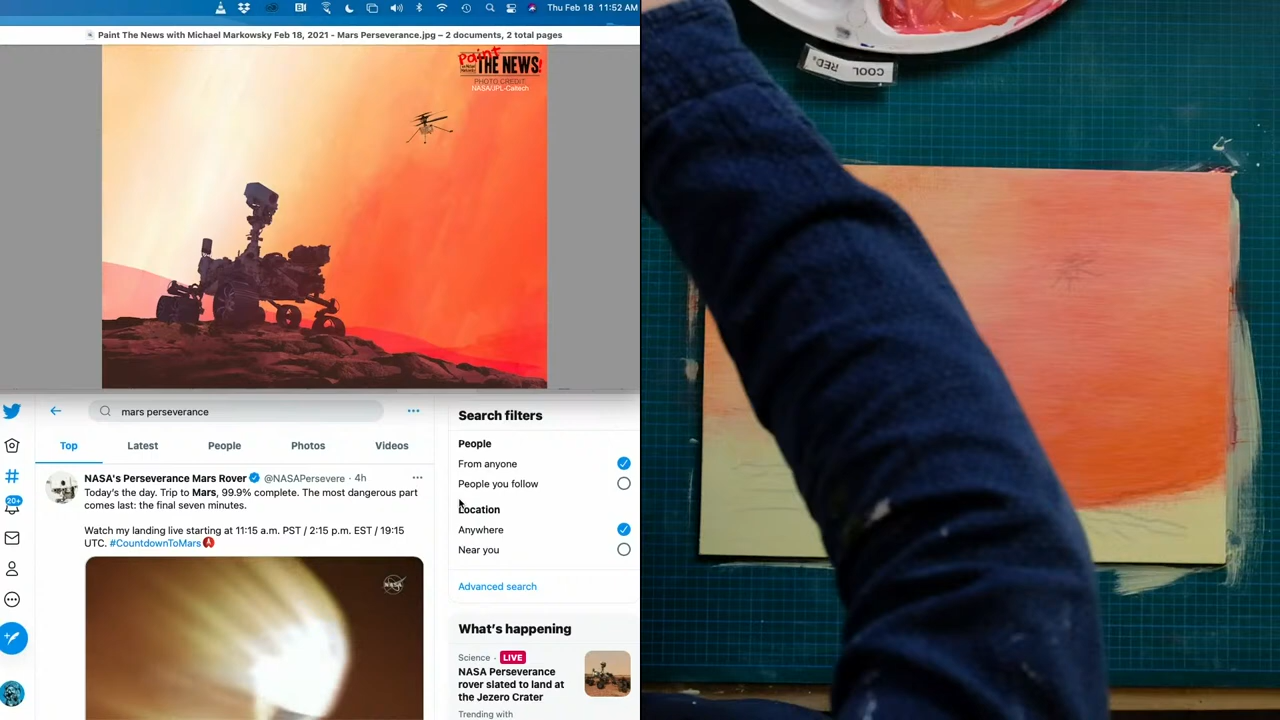 Thu Feb 18 11:52 AM
Paint The News with Michael Markowsky Feb 18, 2021 - Mars Perseverance.jpg ~ 2 documents, 2 total pages
Paint
THE NEWS!
PHOTO CREDIT:
NASA/JPL-Caltech
COOL RED
mars perseverance
Top Latest People Photos Videos
NASA's Perseverance Mars Rover @NASAPersevere · 4h
Today's the day. Trip to Mars, 99.9% complete. The most dangerous part
comes last: the final seven minutes.
Watch my landing live starting at 11:15 a.m. PST / 2:15 p.m. EST / 19:15
UTC. #CountdownToMars
NASA
20+
Search filters
People
From anyone
People you follow
Location
Anywhere
Near you
Advanced search
What's happening
Science · LIVE
NASA Perseverance
rover slated to land at
the Jezero Crater
Trending with